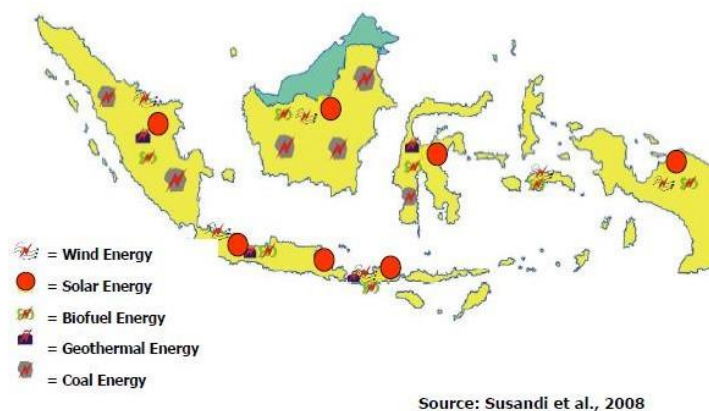 = Wind Energy
= Solar Energy
= Biofuel Energy
= Geothermal Energy
= Coal Energy
Source: Susandi et al., 2008